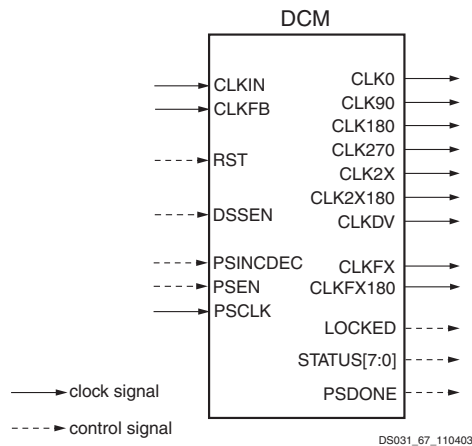 DCM
CLKIN
CLKFB
RST
DSSEN
PSINCDEC
PSEN
PSCLK
CLK0
CLK90
CLK180
CLK270
CLK2X
CLK2X180
CLKDV
CLKFX
CLKFX180
LOCKED
STATUS[7:0]
PSDONE
clock signal
control signal
DS031_67_110403